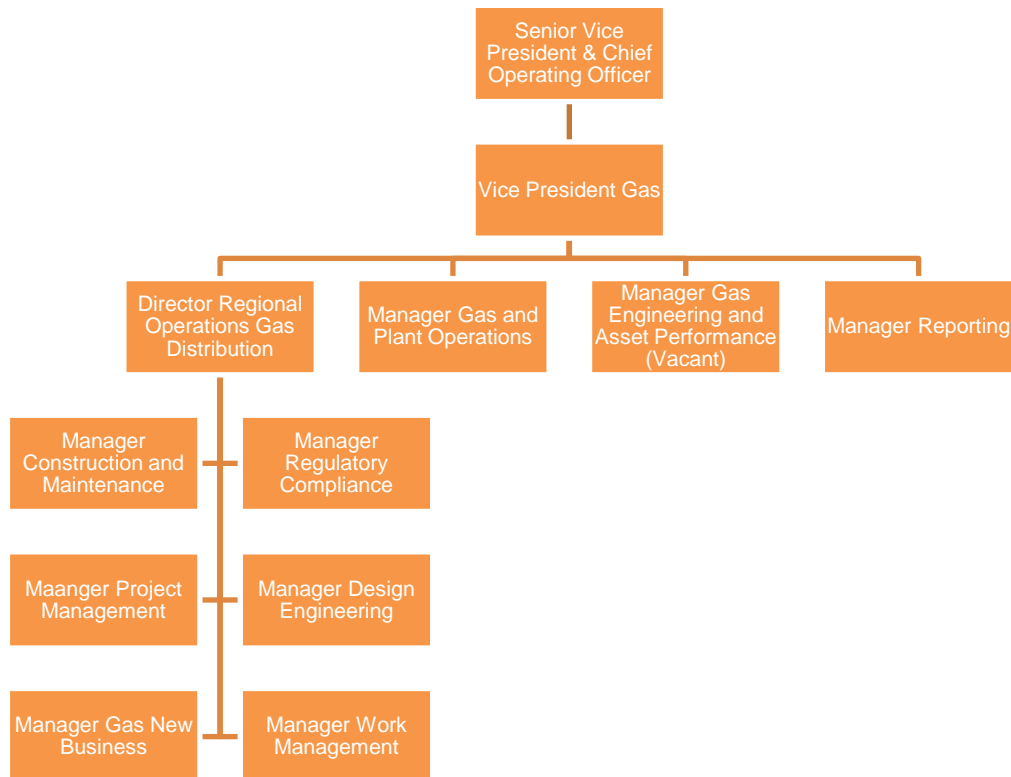 Senior Vice
President & Chief
Operating Officer
Vice President Gas
Director Regional
Operations Gas
Distribution
Manager Gas and
Plant Operations
Manager Gas
Engineering and
Asset Performance
(Vacant)
Manager Reporting
Manager
Construction and
Maintenance
Manager
Regulatory
Compliance
Maanger Project
Management
Manager Design
Engineering
Manager Gas New
Business
Manager Work
Management